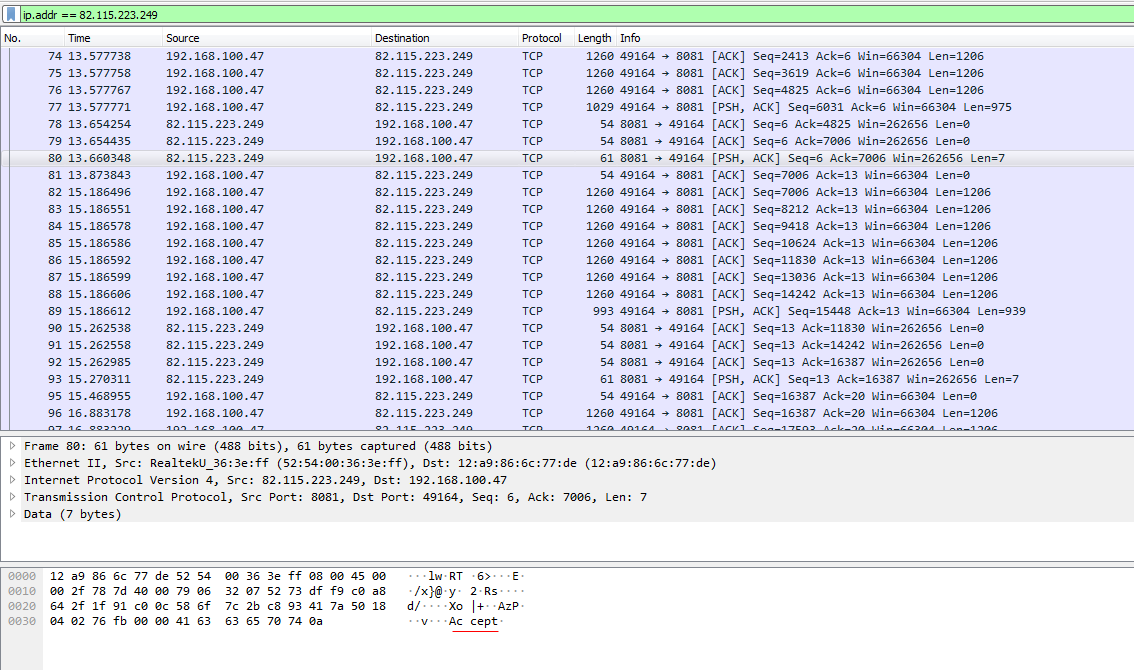 ip.addr == 82.115.223.249
No. Time Source Destination Protocol Length Info
74 13.577738 192.168.100.47 82.115.223.249 TCP 1260 49164 → 8081 [ACK] Seq=2413 Ack=6 Win=66304 Len=1206
75 13.577758 192.168.100.47 82.115.223.249 TCP 1260 49164 → 8081 [ACK] Seq=3619 Ack=6 Win=66304 Len=1206
76 13.577767 192.168.100.47 82.115.223.249 TCP 1260 49164 → 8081 [ACK] Seq=4825 Ack=6 Win=66304 Len=1206
77 13.577771 192.168.100.47 82.115.223.249 TCP 1029 49164 → 8081 [PSH, ACK] Seq=6031 Ack=6 Win=66304 Len=975
78 13.654254 82.115.223.249 192.168.100.47 TCP 54 8081 → 49164 [ACK] Seq=6 Ack=4825 Win=262656 Len=0
79 13.654435 82.115.223.249 192.168.100.47 TCP 54 8081 → 49164 [ACK] Seq=6 Ack=7006 Win=262656 Len=0
80 13.660348 82.115.223.249 192.168.100.47 TCP 61 8081 → 49164 [PSH, ACK] Seq=6 Ack=7006 Win=262656 Len=7
81 13.873843 192.168.100.47 82.115.223.249 TCP 54 49164 → 8081 [ACK] Seq=7006 Ack=13 Win=66304 Len=0
82 15.186496 192.168.100.47 82.115.223.249 TCP 1260 49164 → 8081 [ACK] Seq=7006 Ack=13 Win=66304 Len=1206
83 15.186551 192.168.100.47 82.115.223.249 TCP 1260 49164 → 8081 [ACK] Seq=8212 Ack=13 Win=66304 Len=1206
84 15.186578 192.168.100.47 82.115.223.249 TCP 1260 49164 → 8081 [ACK] Seq=9418 Ack=13 Win=66304 Len=1206
85 15.186586 192.168.100.47 82.115.223.249 TCP 1260 49164 → 8081 [ACK] Seq=10624 Ack=13 Win=66304 Len=1206
86 15.186592 192.168.100.47 82.115.223.249 TCP 1260 49164 → 8081 [ACK] Seq=11830 Ack=13 Win=66304 Len=1206
87 15.186599 192.168.100.47 82.115.223.249 TCP 1260 49164 → 8081 [ACK] Seq=13036 Ack=13 Win=66304 Len=1206
88 15.186606 192.168.100.47 82.115.223.249 TCP 1260 49164 → 8081 [ACK] Seq=14242 Ack=13 Win=66304 Len=1206
89 15.186612 192.168.100.47 82.115.223.249 TCP 993 49164 → 8081 [PSH, ACK] Seq=15448 Ack=13 Win=66304 Len=939
90 15.262538 82.115.223.249 192.168.100.47 TCP 54 8081 → 49164 [ACK] Seq=13 Ack=11830 Win=262656 Len=0
91 15.262558 82.115.223.249 192.168.100.47 TCP 54 8081 → 49164 [ACK] Seq=13 Ack=14242 Win=262656 Len=0
92 15.262985 82.115.223.249 192.168.100.47 TCP 54 8081 → 49164 [ACK] Seq=13 Ack=16387 Win=262656 Len=0
93 15.270311 82.115.223.249 192.168.100.47 TCP 61 8081 → 49164 [PSH, ACK] Seq=13 Ack=16387 Win=262656 Len=7
95 15.468955 192.168.100.47 82.115.223.249 TCP 54 49164 → 8081 [ACK] Seq=16387 Ack=20 Win=66304 Len=0
96 16.883178 192.168.100.47 82.115.223.249 TCP 1260 49164 → 8081 [ACK] Seq=16387 Ack=20 Win=66304 Len=1206
Frame 80: 61 bytes on wire (488 bits), 61 bytes captured (488 bits)
Ethernet II, Src: RealtekU_36:3e:ff (52:54:00:36:3e:ff), Dst: 12:a9:86:6c:77:de (12:a9:86:6c:77:de)
Internet Protocol Version 4, Src: 82.115.223.249, Dst: 192.168.100.47
Transmission Control Protocol, Src Port: 8081, Dst Port: 49164, Seq: 6, Ack: 7006, Len: 7
Data (7 bytes)
0000 12 a9 86 6c 77 de 52 54 00 36 3e ff 08 00 45 00 ···lw·RT ·6>···E·
0010 00 2f 78 7d 40 00 79 06 32 07 52 73 df f9 c0 a8 ·/x}@·y· 2·Rs····
0020 64 2f 1f 91 c0 0c 58 6f 7c 2b c8 93 41 7a 50 18 d/····Xo |+··AzP·
0030 04 02 76 fb 00 00 41 63 63 65 70 74 0a ··v···Ac cept·